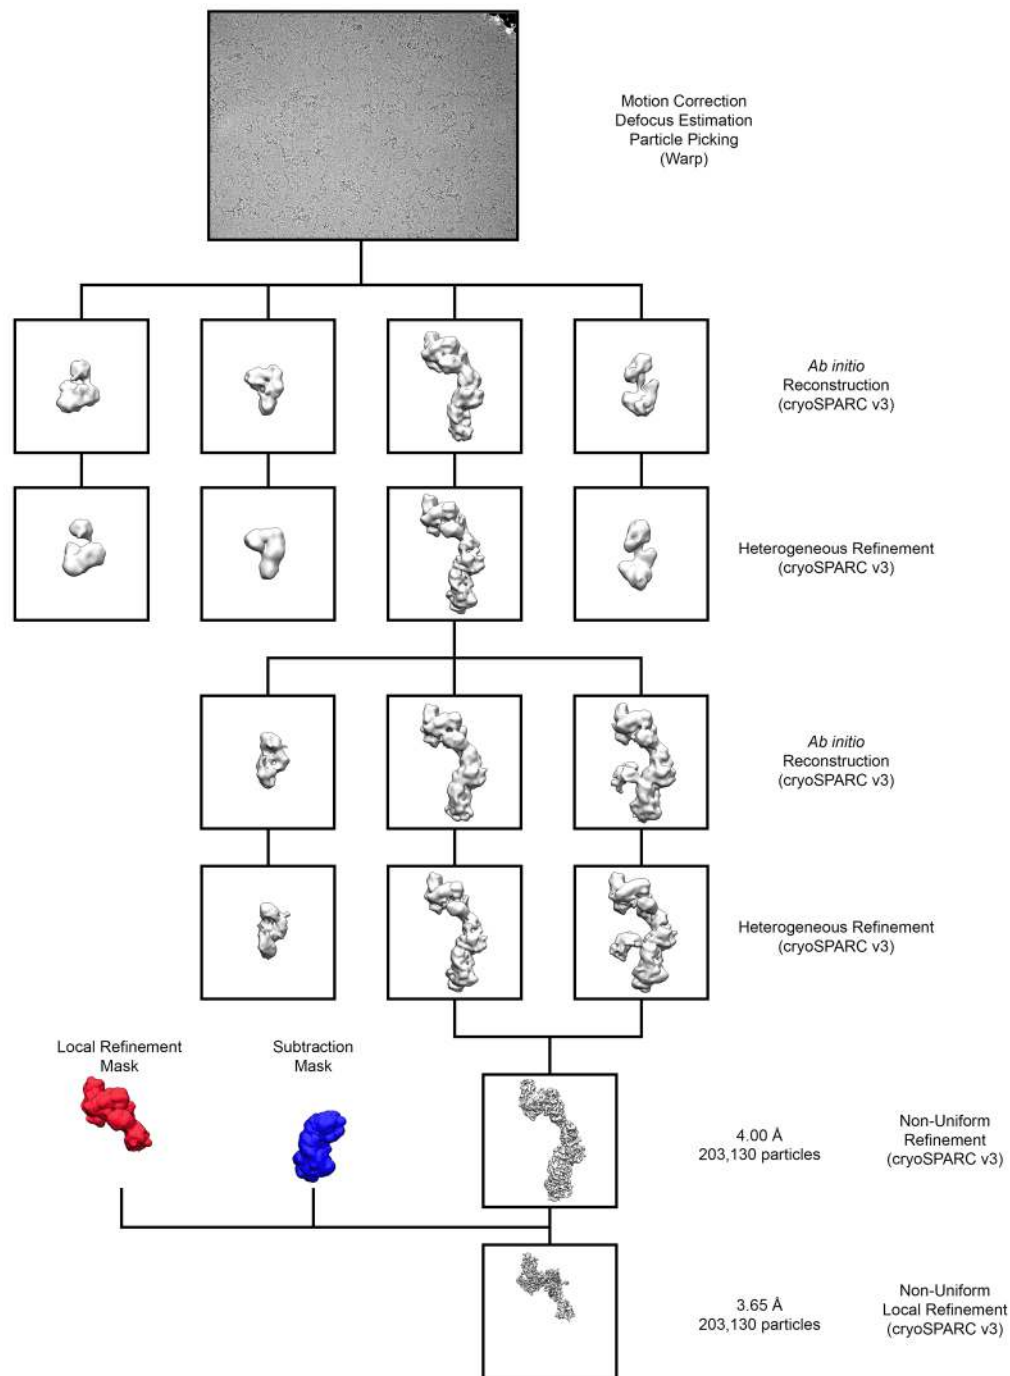 Motion Correction
Defocus Estimation
Particle Picking
(Warp)
Ab initio
Reconstruction
(cryoSPARC v3)
Heterogeneous Refinement
(cryoSPARC v3)
Ab initio
Reconstruction
(cryoSPARC v3)
Heterogeneous Refinement
(cryoSPARC v3)
Local Refinement
Mask
Subtraction
Mask
4.00 Å
203,130 particles
Non-Uniform
Refinement
(cryoSPARC v3)
3.65 Å
203,130 particles
Non-Uniform
Local Refinement
(cryoSPARC v3)